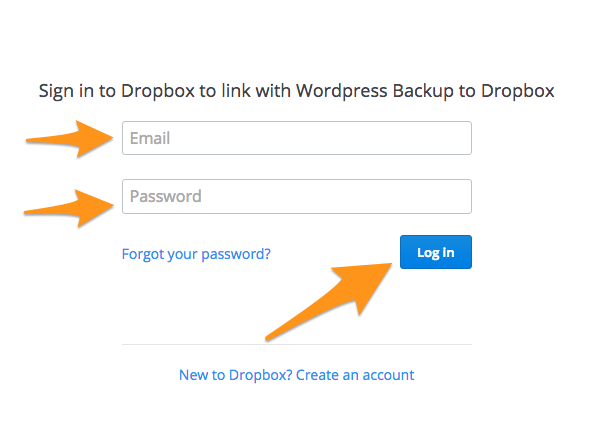 Sign in to Dropbox to link with Wordpress Backup to Dropbox
Email
Password
Forgot your password?
Log In
New to Dropbox? Create an account